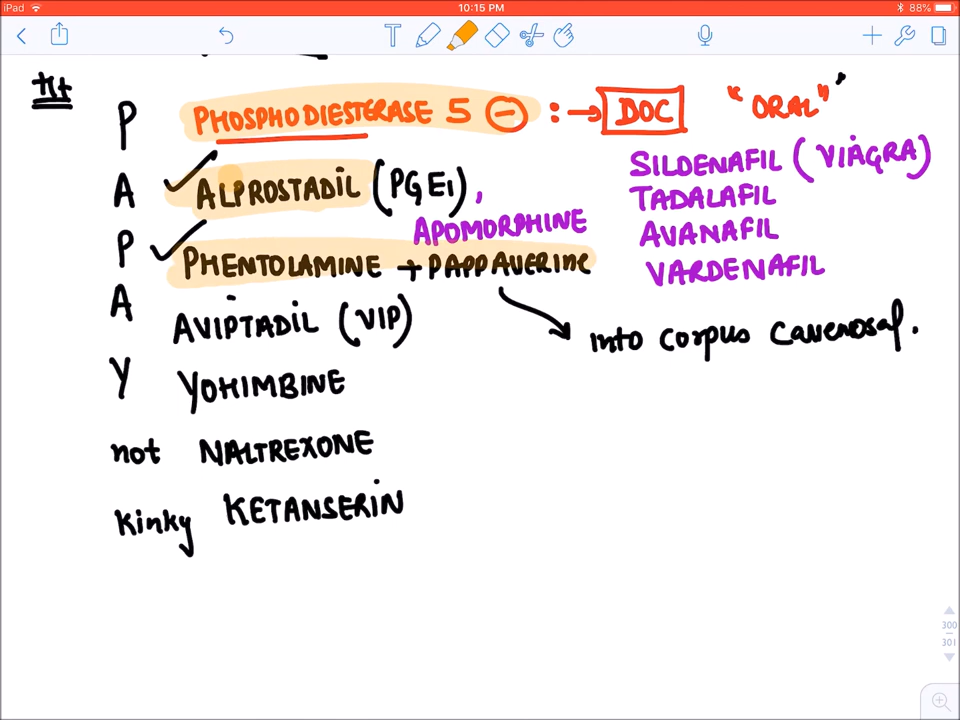 iPad 10:15 PM 88%
T
Tt
P PHOSPHODIESTERASE 5 - : → DOC "ORAL"
A ALPROSTADIL (PGE1), APOMORPHINE
P PHENTOLAMINE + PAPPAVERINE
SILDENAFIL (VIAGRA)
TADALAFIL
AVANAFIL
VARDENAFIL
into corpus cavernosal.
A AVIPTADIL (VIP)
Y YOHIMBINE
not NALTREXONE
Kinky KETANSERIN
300
301